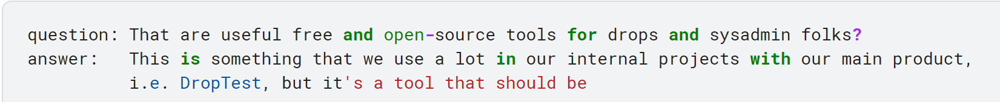 question: That are useful free and open-source tools for drops and sysadmin folks?
answer:   This is something that we use a lot in our internal projects with our main product,
          i.e. DropTest, but it's a tool that should be